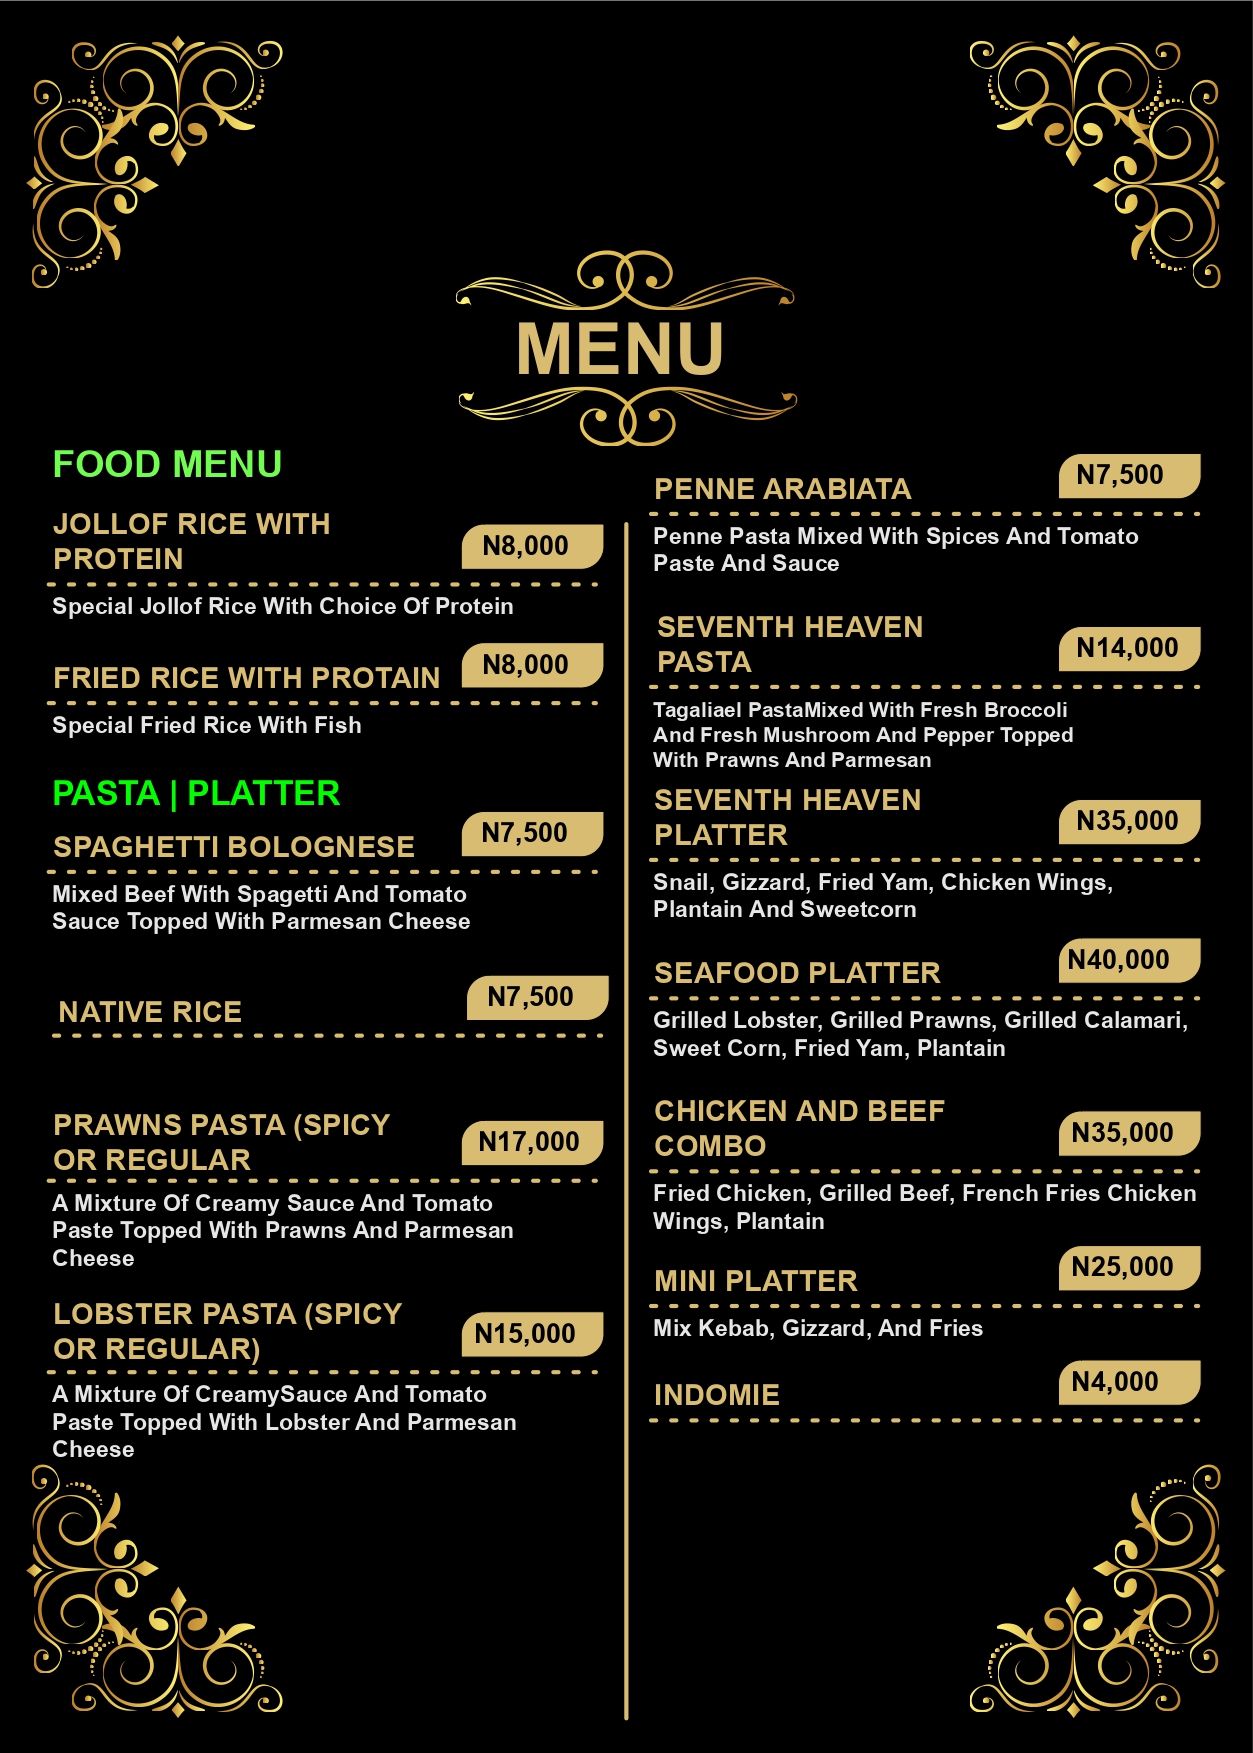 MENU
FOOD MENU
JOLLOF RICE WITH
PROTEIN
N8,000
Special Jollof Rice With Choice Of Protein
FRIED RICE WITH PROTAIN
N8,000
Special Fried Rice With Fish
PASTA | PLATTER
SPAGHETTI BOLOGNESE
N7,500
Mixed Beef With Spagetti And Tomato
Sauce Topped With Parmesan Cheese
NATIVE RICE
N7,500
PRAWNS PASTA (SPICY
OR REGULAR
N17,000
A Mixture Of Creamy Sauce And Tomato
Paste Topped With Prawns And Parmesan
Cheese
LOBSTER PASTA (SPICY
OR REGULAR)
N15,000
A Mixture Of CreamySauce And Tomato
Paste Topped With Lobster And Parmesan
Cheese
PENNE ARABIATA
N7,500
Penne Pasta Mixed With Spices And Tomato
Paste And Sauce
SEVENTH HEAVEN
PASTA
N14,000
Tagaliael PastaMixed With Fresh Broccoli
And Fresh Mushroom And Pepper Topped
With Prawns And Parmesan
SEVENTH HEAVEN
PLATTER
N35,000
Snail, Gizzard, Fried Yam, Chicken Wings,
Plantain And Sweetcorn
SEAFOOD PLATTER
N40,000
Grilled Lobster, Grilled Prawns, Grilled Calamari,
Sweet Corn, Fried Yam, Plantain
CHICKEN AND BEEF
COMBO
N35,000
Fried Chicken, Grilled Beef, French Fries Chicken
Wings, Plantain
MINI PLATTER
N25,000
Mix Kebab, Gizzard, And Fries
INDOMIE
N4,000